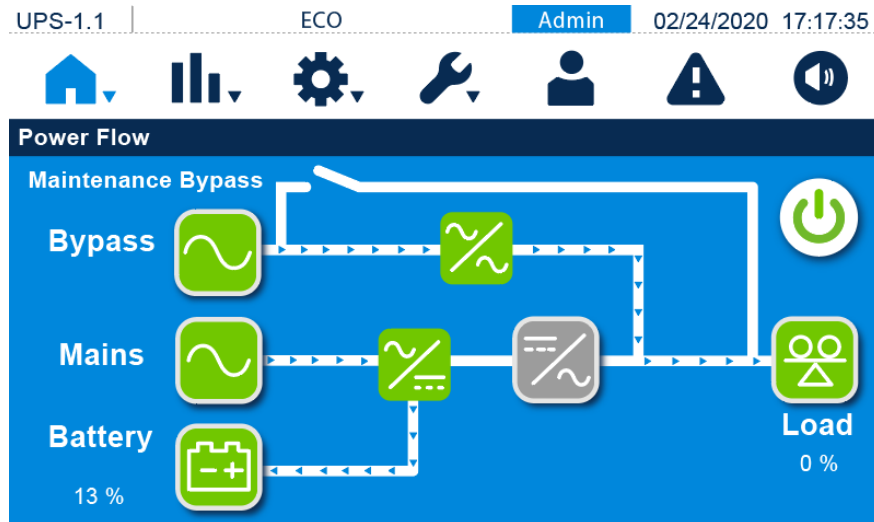 UPS-1.1 ECO Admin 02/24/2020 17:17:35
Power Flow
Maintenance Bypass
Bypass
Mains
Battery
13 %
Load
0 %